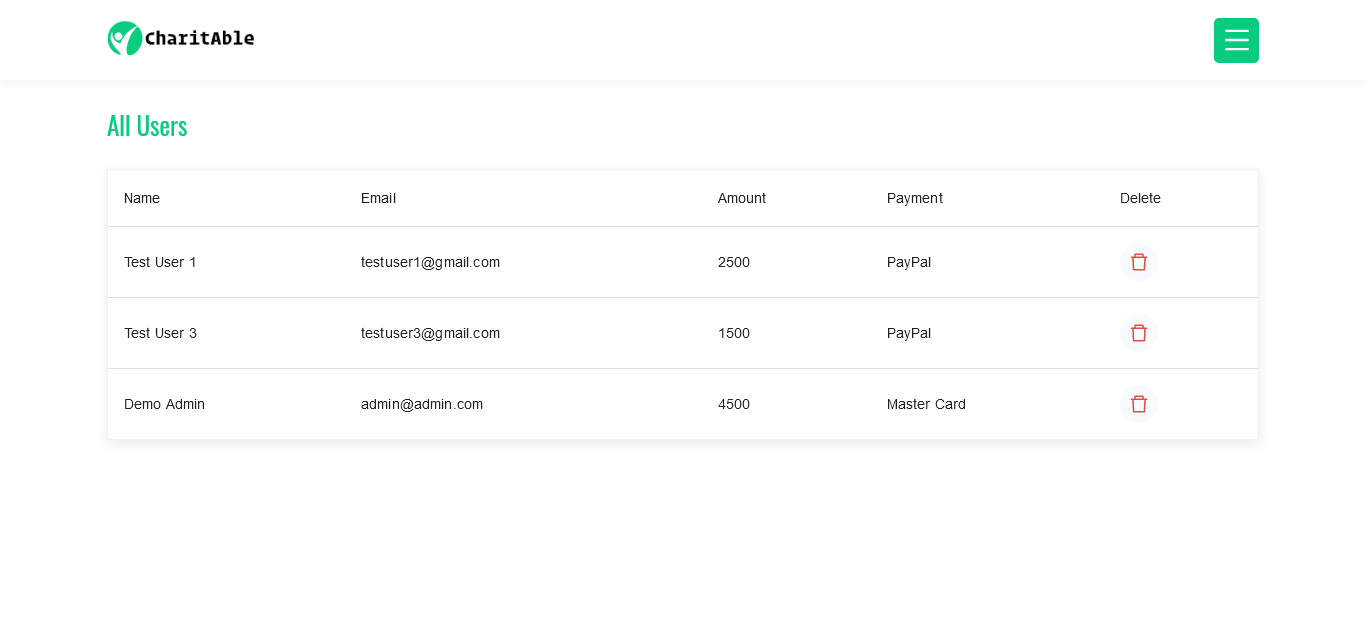 CharitAble
All Users
Name Email Amount Payment Delete
Test User 1 testuser1@gmail.com 2500 PayPal
Test User 3 testuser3@gmail.com 1500 PayPal
Demo Admin admin@admin.com 4500 Master Card